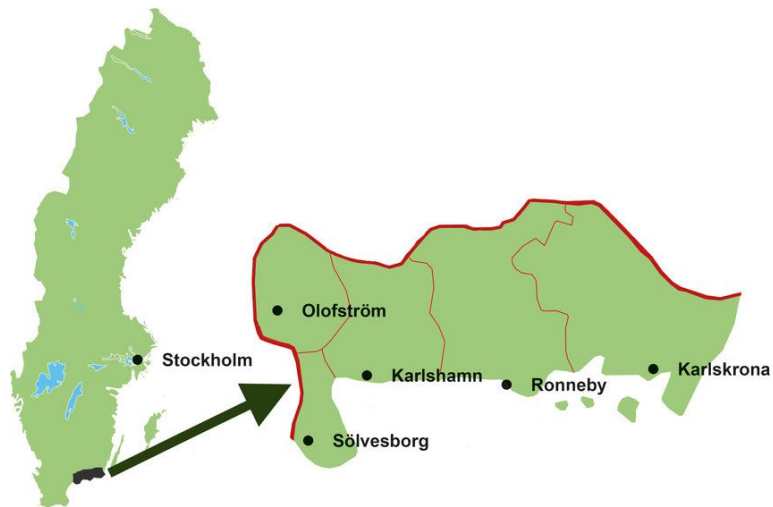 Stockholm
Olofström
Karlshamn
Ronneby
Karlskrona
Sölvesborg